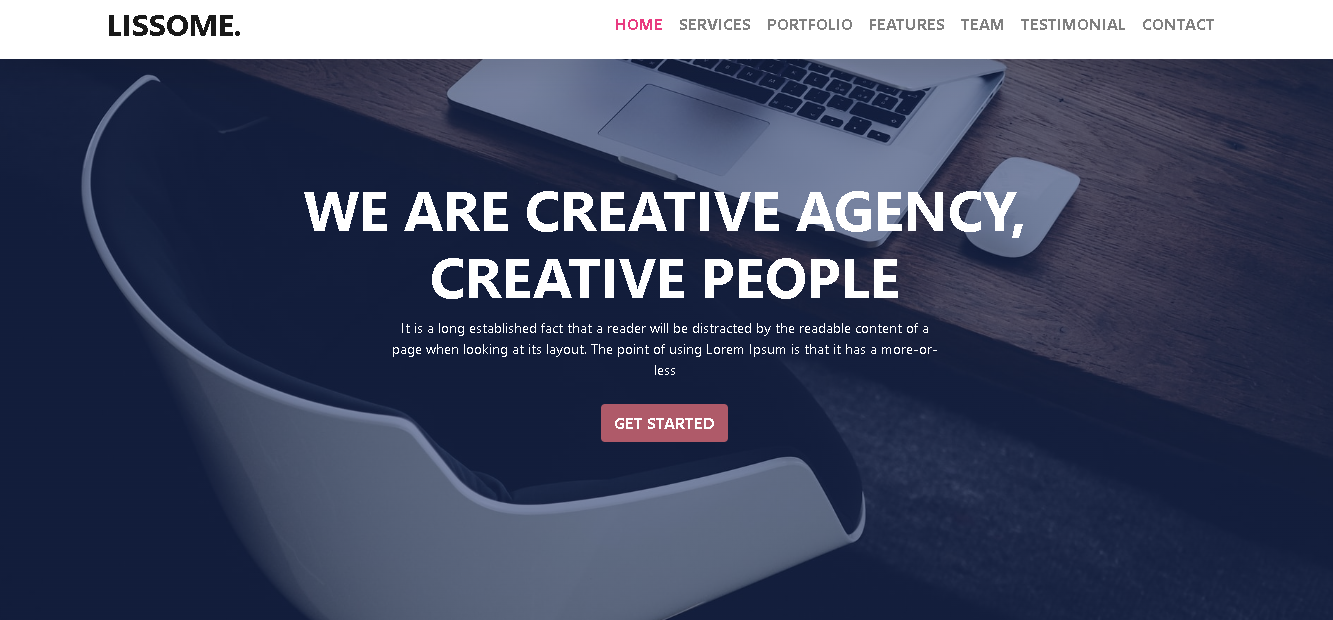 LISSOME.
HOME SERVICES PORTFOLIO FEATURES TEAM TESTIMONIAL CONTACT
WE ARE CREATIVE AGENCY,
CREATIVE PEOPLE
It is a long established fact that a reader will be distracted by the readable content of a
page when looking at its layout. The point of using Lorem Ipsum is that it has a more-or-
less
GET STARTED